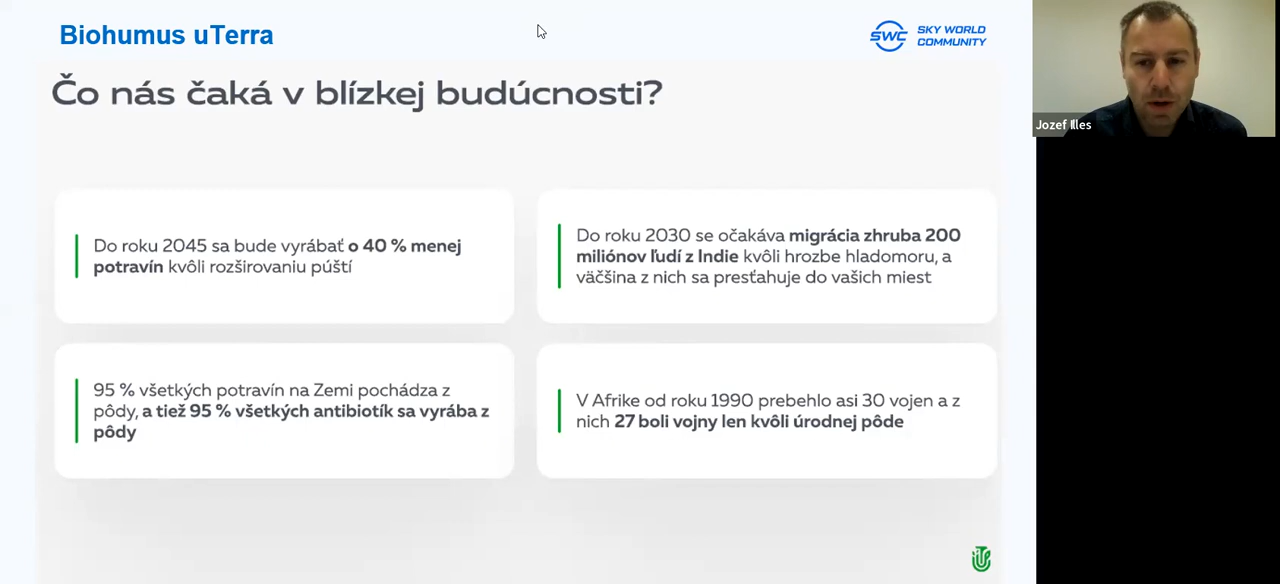 Biohumus uTerra
SWC SKY WORLD
COMMUNITY
Čo nás čaká v blízkej budúcnosti?
Do roku 2045 sa bude vyrábať o 40 % menej
potravín kvôli rozširovaniu púští
Do roku 2030 se očakáva migrácia zhruba 200
miliónov ľudí z Indie kvôli hrozbe hladomoru, a
väčšina z nich sa presťahuje do vašich miest
95 % všetkých potravín na Zemi pochádza z
pôdy, a tiež 95 % všetkých antibiotík sa vyrába z
pôdy
V Afrike od roku 1990 prebehlo asi 30 vojen a z
nich 27 boli vojny len kvôli úrodnej pôde
Jozef Illes